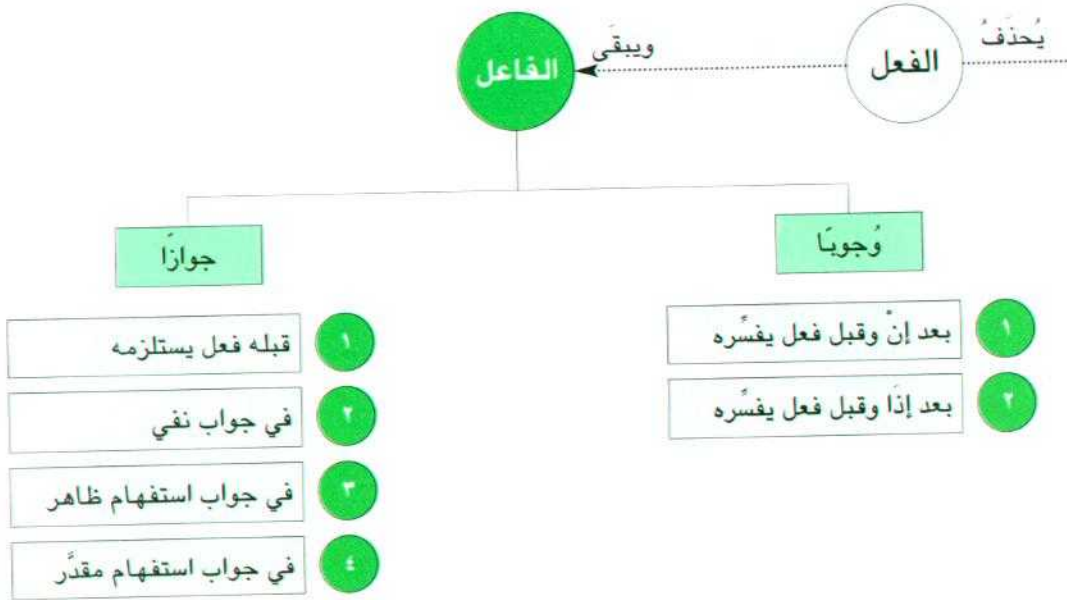 يُحذَفُ
الفعل
ويبقَى
الفاعل
وُجوبًا
١ بعد إنْ وقبل فعل يفسِّره
٢ بعد إذَا وقبل فعل يفسِّره
جوازًا
١ قبله فعل يستلزمه
٢ في جواب نفي
٣ في جواب استفهام ظاهر
٤ في جواب استفهام مقدَّر